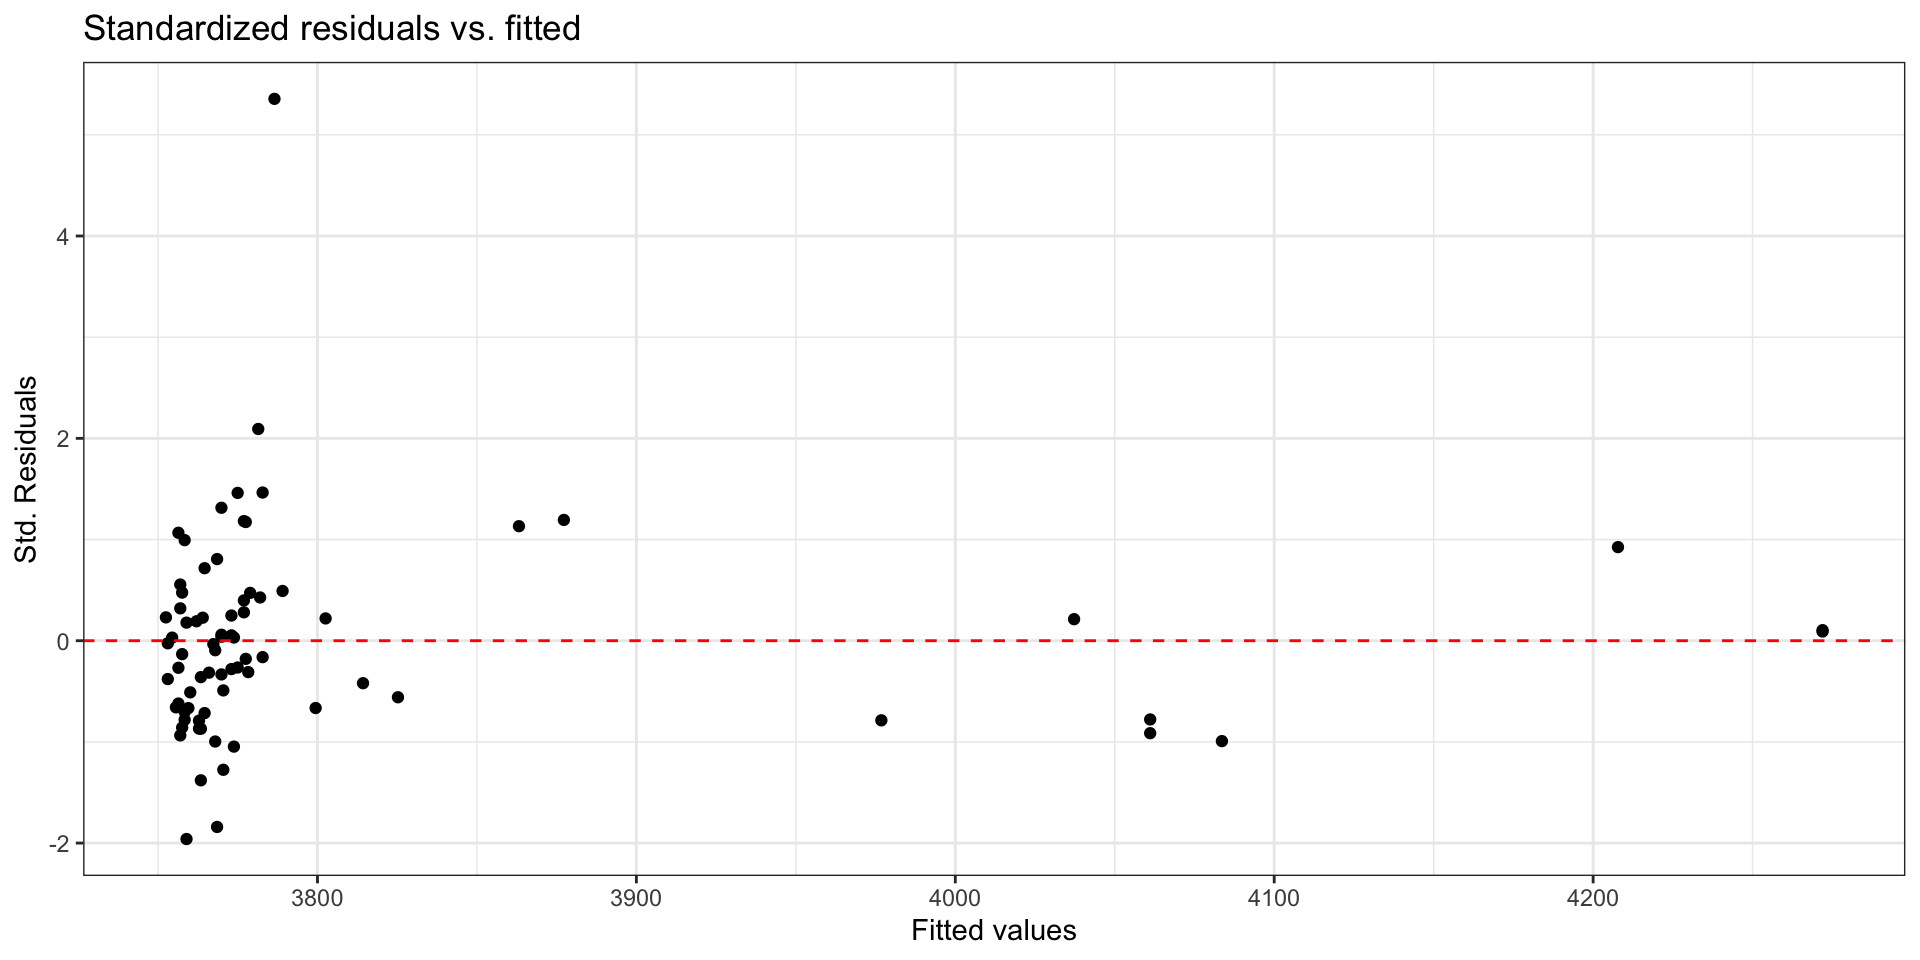 Standardized residuals vs. fitted
Std. Residuals
4
2
0
-2
3800 3900 4000 4100 4200
Fitted values